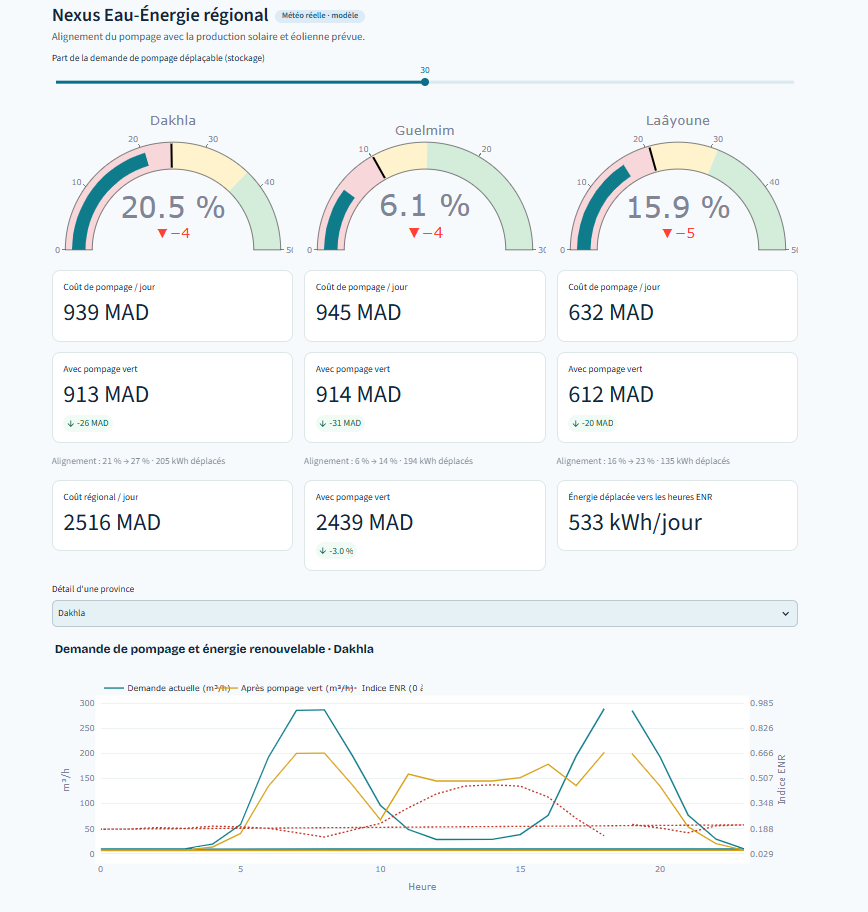 Nexus Eau-Énergie régional Météo réelle · modèle
Alignement du pompage avec la production solaire et éolienne prévue.
Part de la demande de pompage déplaçable (stockage)
30
Dakhla
0 10 20 30 40 50
20.5 %
▼−4
Guelmim
0 10 20 30
6.1 %
▼−4
Laâyoune
0 10 20 30 40 50
15.9 %
▼−5
Coût de pompage / jour
939 MAD
Coût de pompage / jour
945 MAD
Coût de pompage / jour
632 MAD
Avec pompage vert
913 MAD
↓ -26 MAD
Avec pompage vert
914 MAD
↓ -31 MAD
Avec pompage vert
612 MAD
↓ -20 MAD
Alignement : 21 % → 27 % · 205 kWh déplacés
Alignement : 6 % → 14 % · 194 kWh déplacés
Alignement : 16 % → 23 % · 135 kWh déplacés
Coût régional / jour
2516 MAD
Avec pompage vert
2439 MAD
↓ -3.0 %
Énergie déplacée vers les heures ENR
533 kWh/jour
Détail d'une province
Dakhla
Demande de pompage et énergie renouvelable · Dakhla
Demande actuelle (m³/h) Après pompage vert (m³/h) Indice ENR (0
300
250
200
150
100
50
0
m³/h
0.985
0.826
0.666
0.507
0.348
0.188
0.029
Indice ENR
0 5 10 15 20
Heure